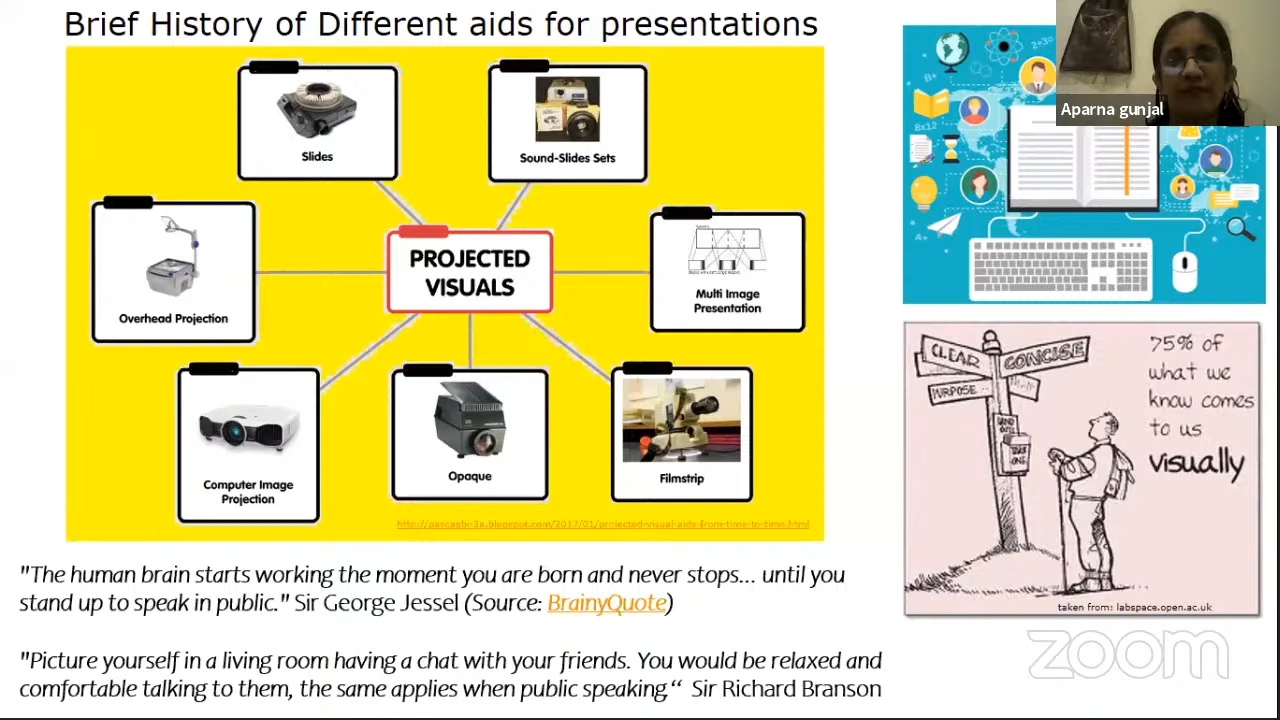 Brief History of Different aids for presentations
Slides
Sound-Slides Sets
Overhead Projection
PROJECTED
VISUALS
Multi Image
Presentation
Computer Image
Projection
Opaque
Filmstrip
http://pascapbi-3a.blogspot.com/2017/01/projected-visual-aids-from-time-to-time.html
"The human brain starts working the moment you are born and never stops... until you
stand up to speak in public." Sir George Jessel (Source: BrainyQuote)
"Picture yourself in a living room having a chat with your friends. You would be relaxed and
comfortable talking to them, the same applies when public speaking.“ Sir Richard Branson
Aparna gunjal
2+3=
B+
Bx12
A+
CLEAR
CONCISE
PURPOSE
75% of
what we
know comes
to us
visually
taken from: labspace.open.ac.uk
zoom